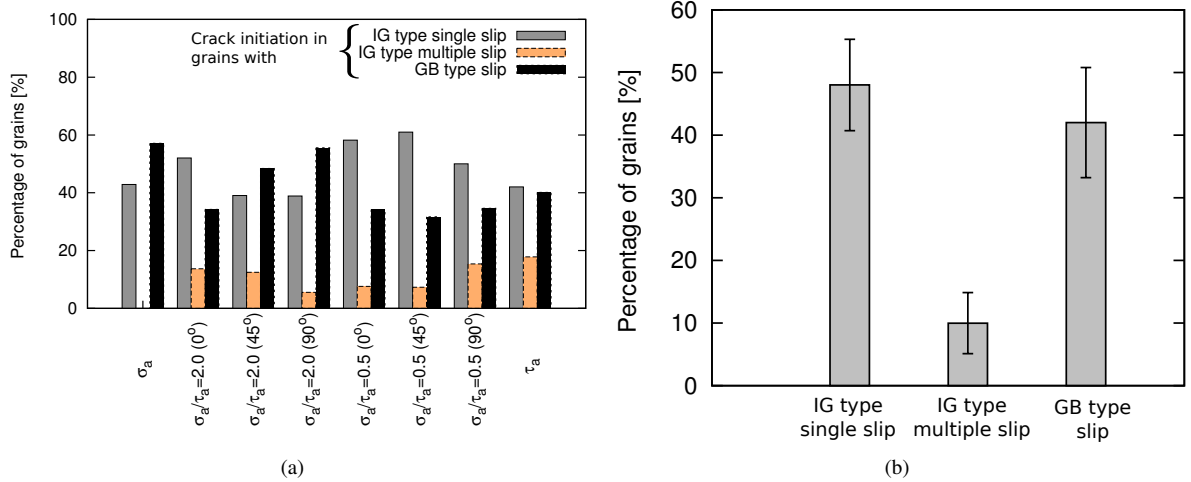 Percentage of grains [%]
100
80
60
40
20
0
Crack initiation in
grains with
IG type single slip
IG type multiple slip
GB type slip
σa
σa/τa=2.0 (0°)
σa/τa=2.0 (45°)
σa/τa=2.0 (90°)
σa/τa=0.5 (0°)
σa/τa=0.5 (45°)
σa/τa=0.5 (90°)
τa
(a)
Percentage of grains [%]
60
50
40
30
20
10
0
IG type
single slip
IG type
multiple slip
GB type
slip
(b)